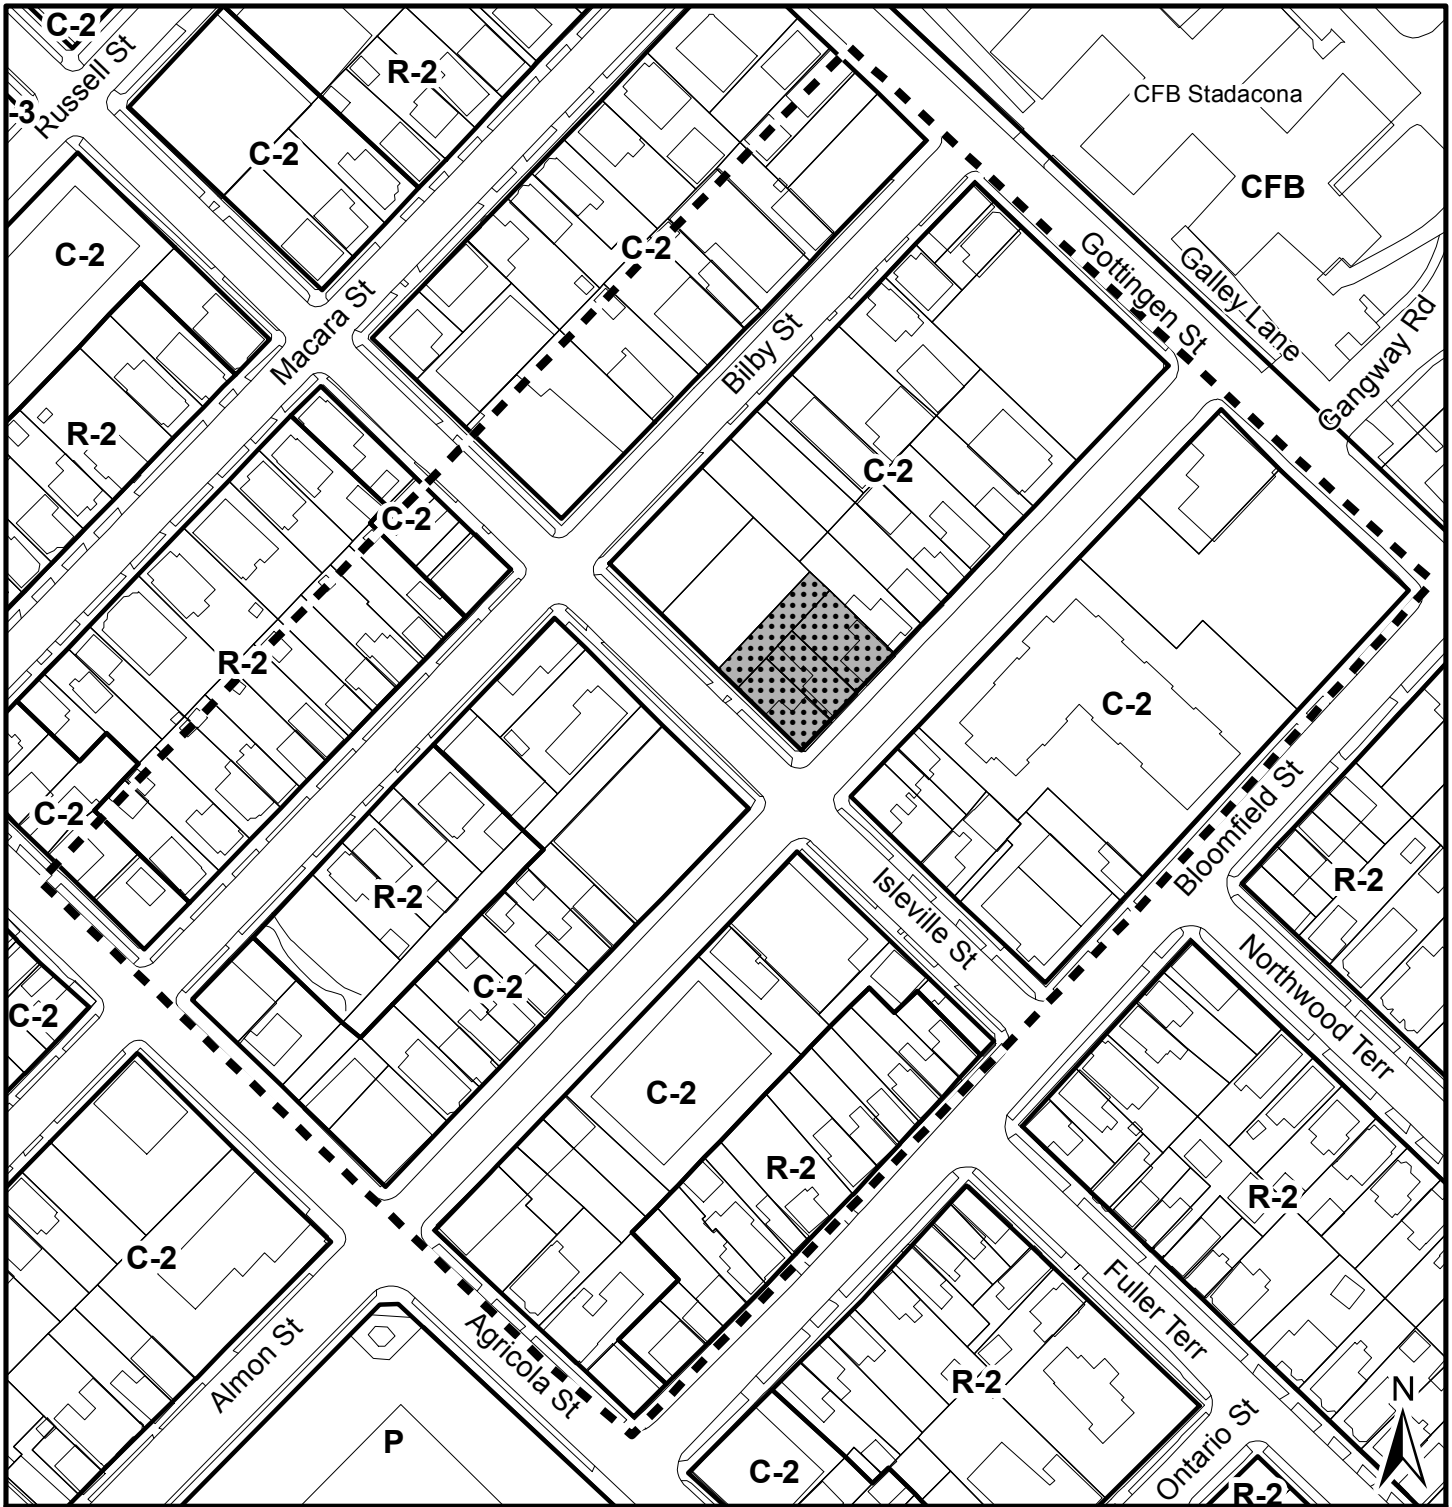 C-2
Russell St
-3
R-2
C-2
CFB Stadacona
CFB
C-2
C-2
Gottingen St
Galley Lane
Gangway Rd
Macara St
Bilby St
R-2
C-2
C-2
R-2
C-2
C-2
Bloomfield St
R-2
R-2
Isleville St
Northwood Terr
C-2
C-2
C-2
R-2
R-2
C-2
Fuller Terr
Almon St
Agricola St
R-2
N
P
C-2
Ontario St
R-2